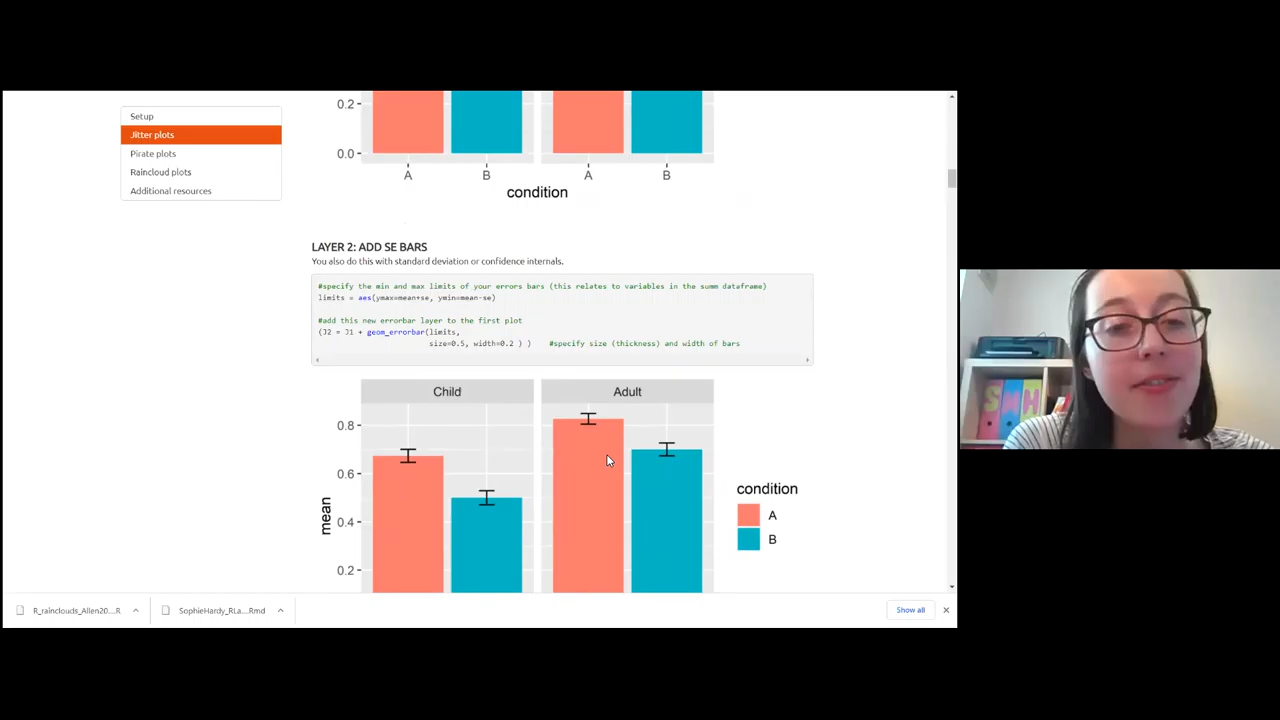 Setup
Jitter plots
Pirate plots
Raincloud plots
Additional resources
0.2
0.0
A B A B
condition
LAYER 2: ADD SE BARS
You also do this with standard deviation or confidence internals.
#specify the min and max limits of your errors bars (this relates to variables in the summ dataframe)
limits = aes(ymax=mean+se, ymin=mean-se)
#add this new errorbar layer to the first plot
(J2 = J1 + geom_errorbar(limits,
size=0.5, width=0.2 ) ) #specify size (thickness) and width of bars
Child Adult
0.8
0.6
0.4
0.2
mean
condition
A
B
SMH
R_rainclouds_Allen20....R
SophieHardy_RLa....Rmd
Show all